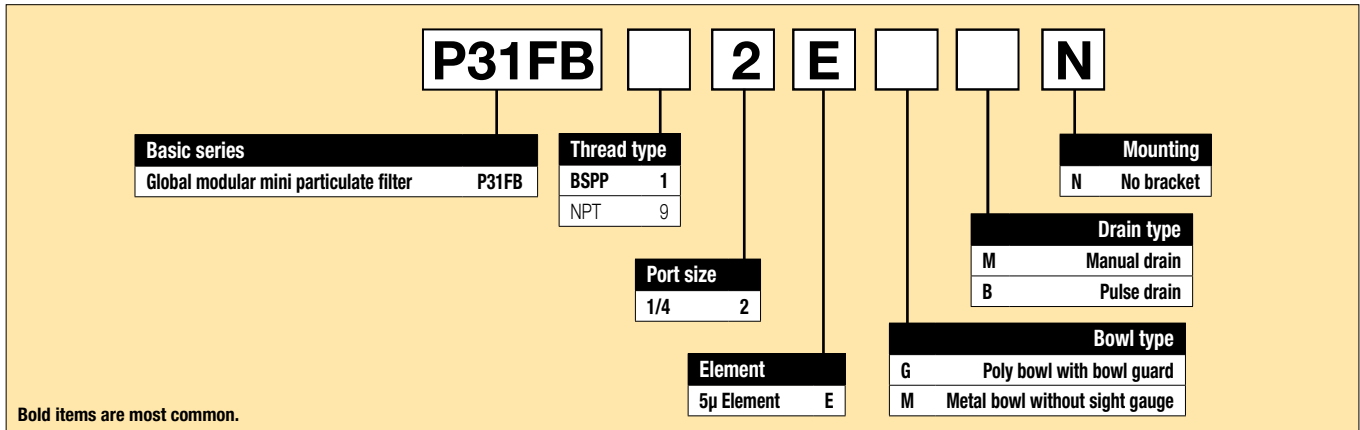 P31FB 2 E N
Basic series
Global modular mini particulate filter P31FB
Thread type
BSPP 1
NPT 9
Port size
1/4 2
Element
5µ Element E
Mounting
N No bracket
Drain type
M Manual drain
B Pulse drain
Bowl type
G Poly bowl with bowl guard
M Metal bowl without sight gauge
Bold items are most common.